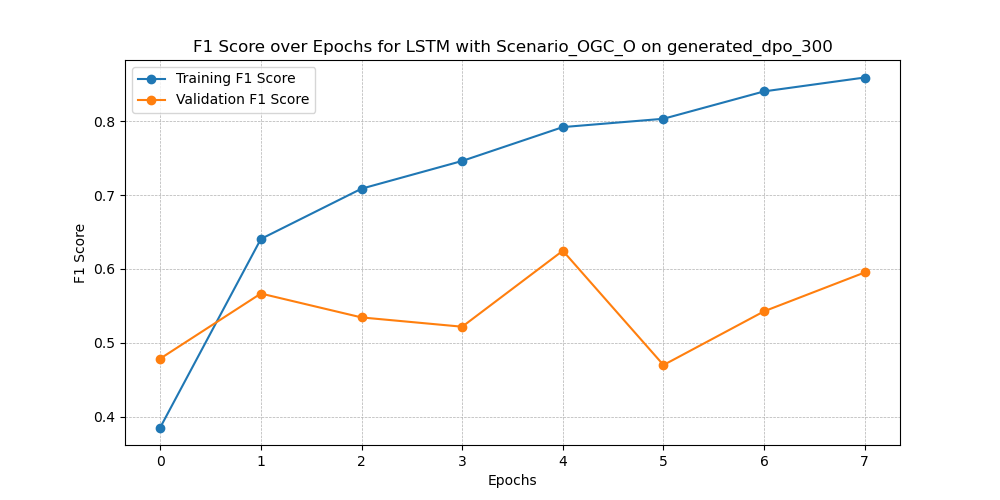 F1 Score over Epochs for LSTM with Scenario_OGC_O on generated_dpo_300
Training F1 Score
Validation F1 Score
F1 Score
0.8
0.7
0.6
0.5
0.4
0 1 2 3 4 5 6 7
Epochs